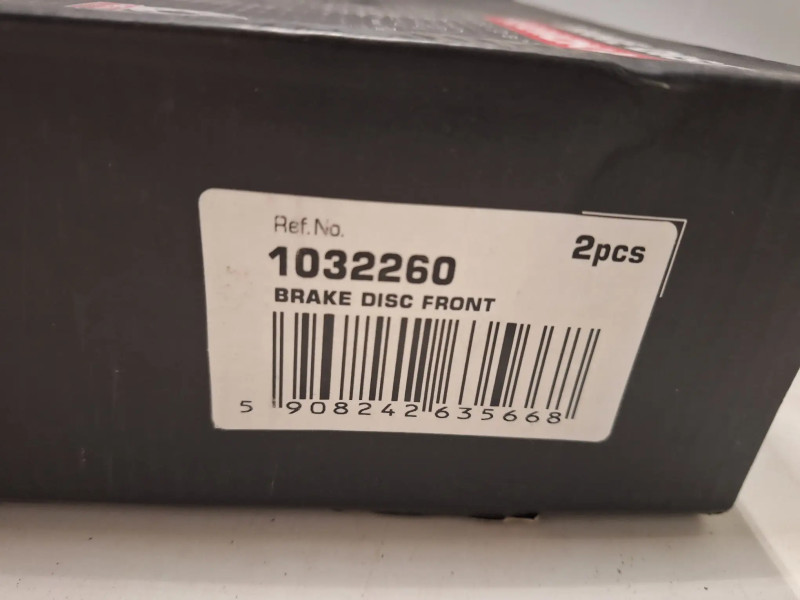 Ref. No.
2pcs
1032260
BRAKE DISC FRONT
5 908242 635668